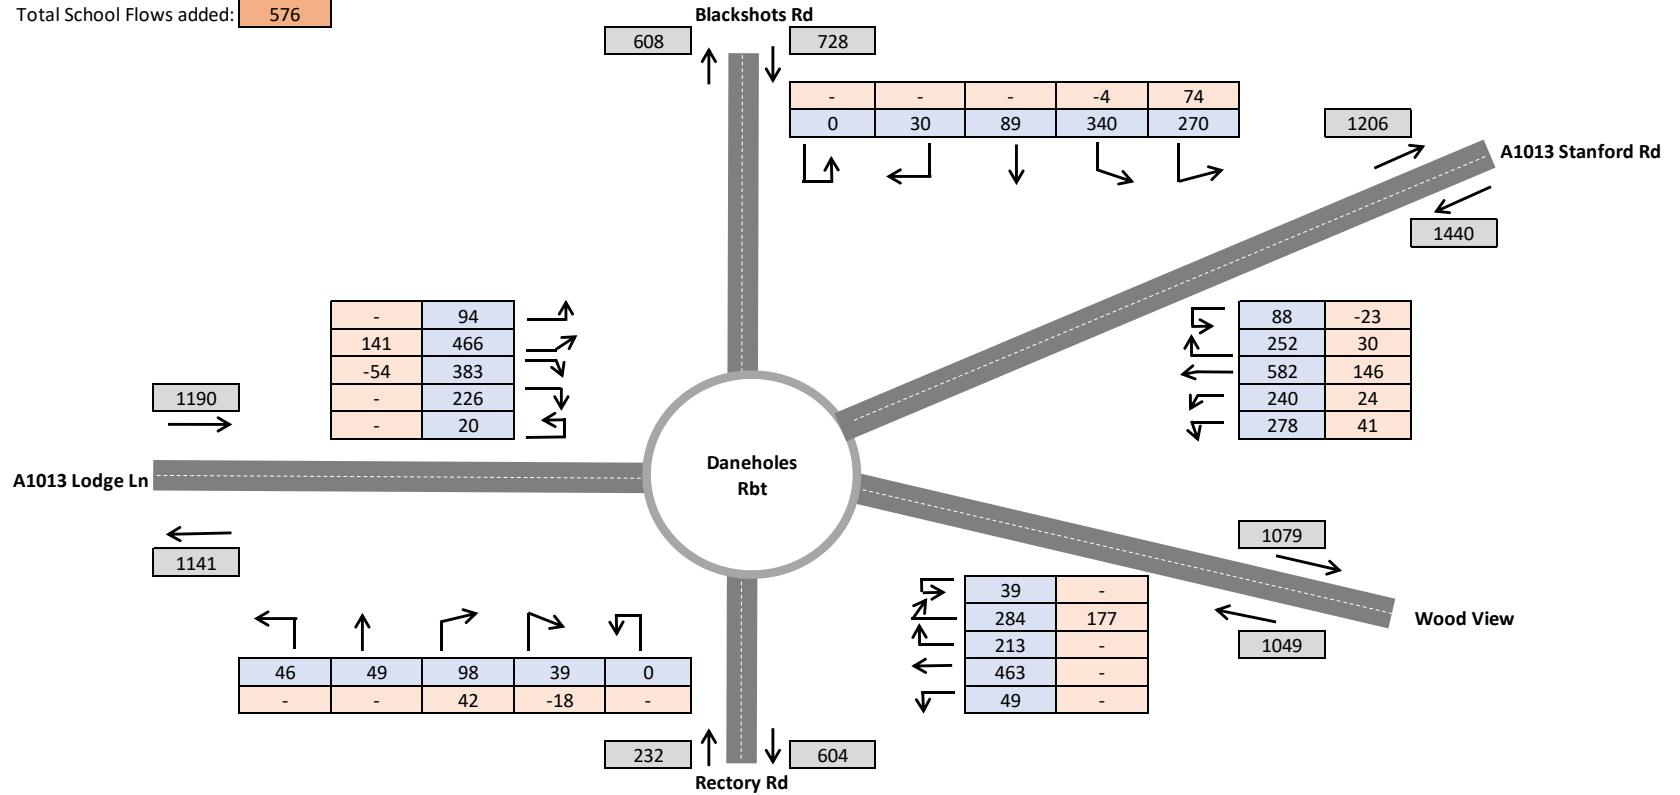 Total School Flows added: 576
Blackshots Rd
608 728
- - - -4 74
0 30 89 340 270
1206
A1013 Stanford Rd
1440
- 94
141 466
-54 383
- 226
- 20
88 -23
252 30
582 146
240 24
278 41
1190
A1013 Lodge Ln
Daneholes
Rbt
1141
1079
Wood View
1049
39 -
284 177
213 -
463 -
49 -
46 49 98 39 0
- - 42 -18 -
232 604
Rectory Rd